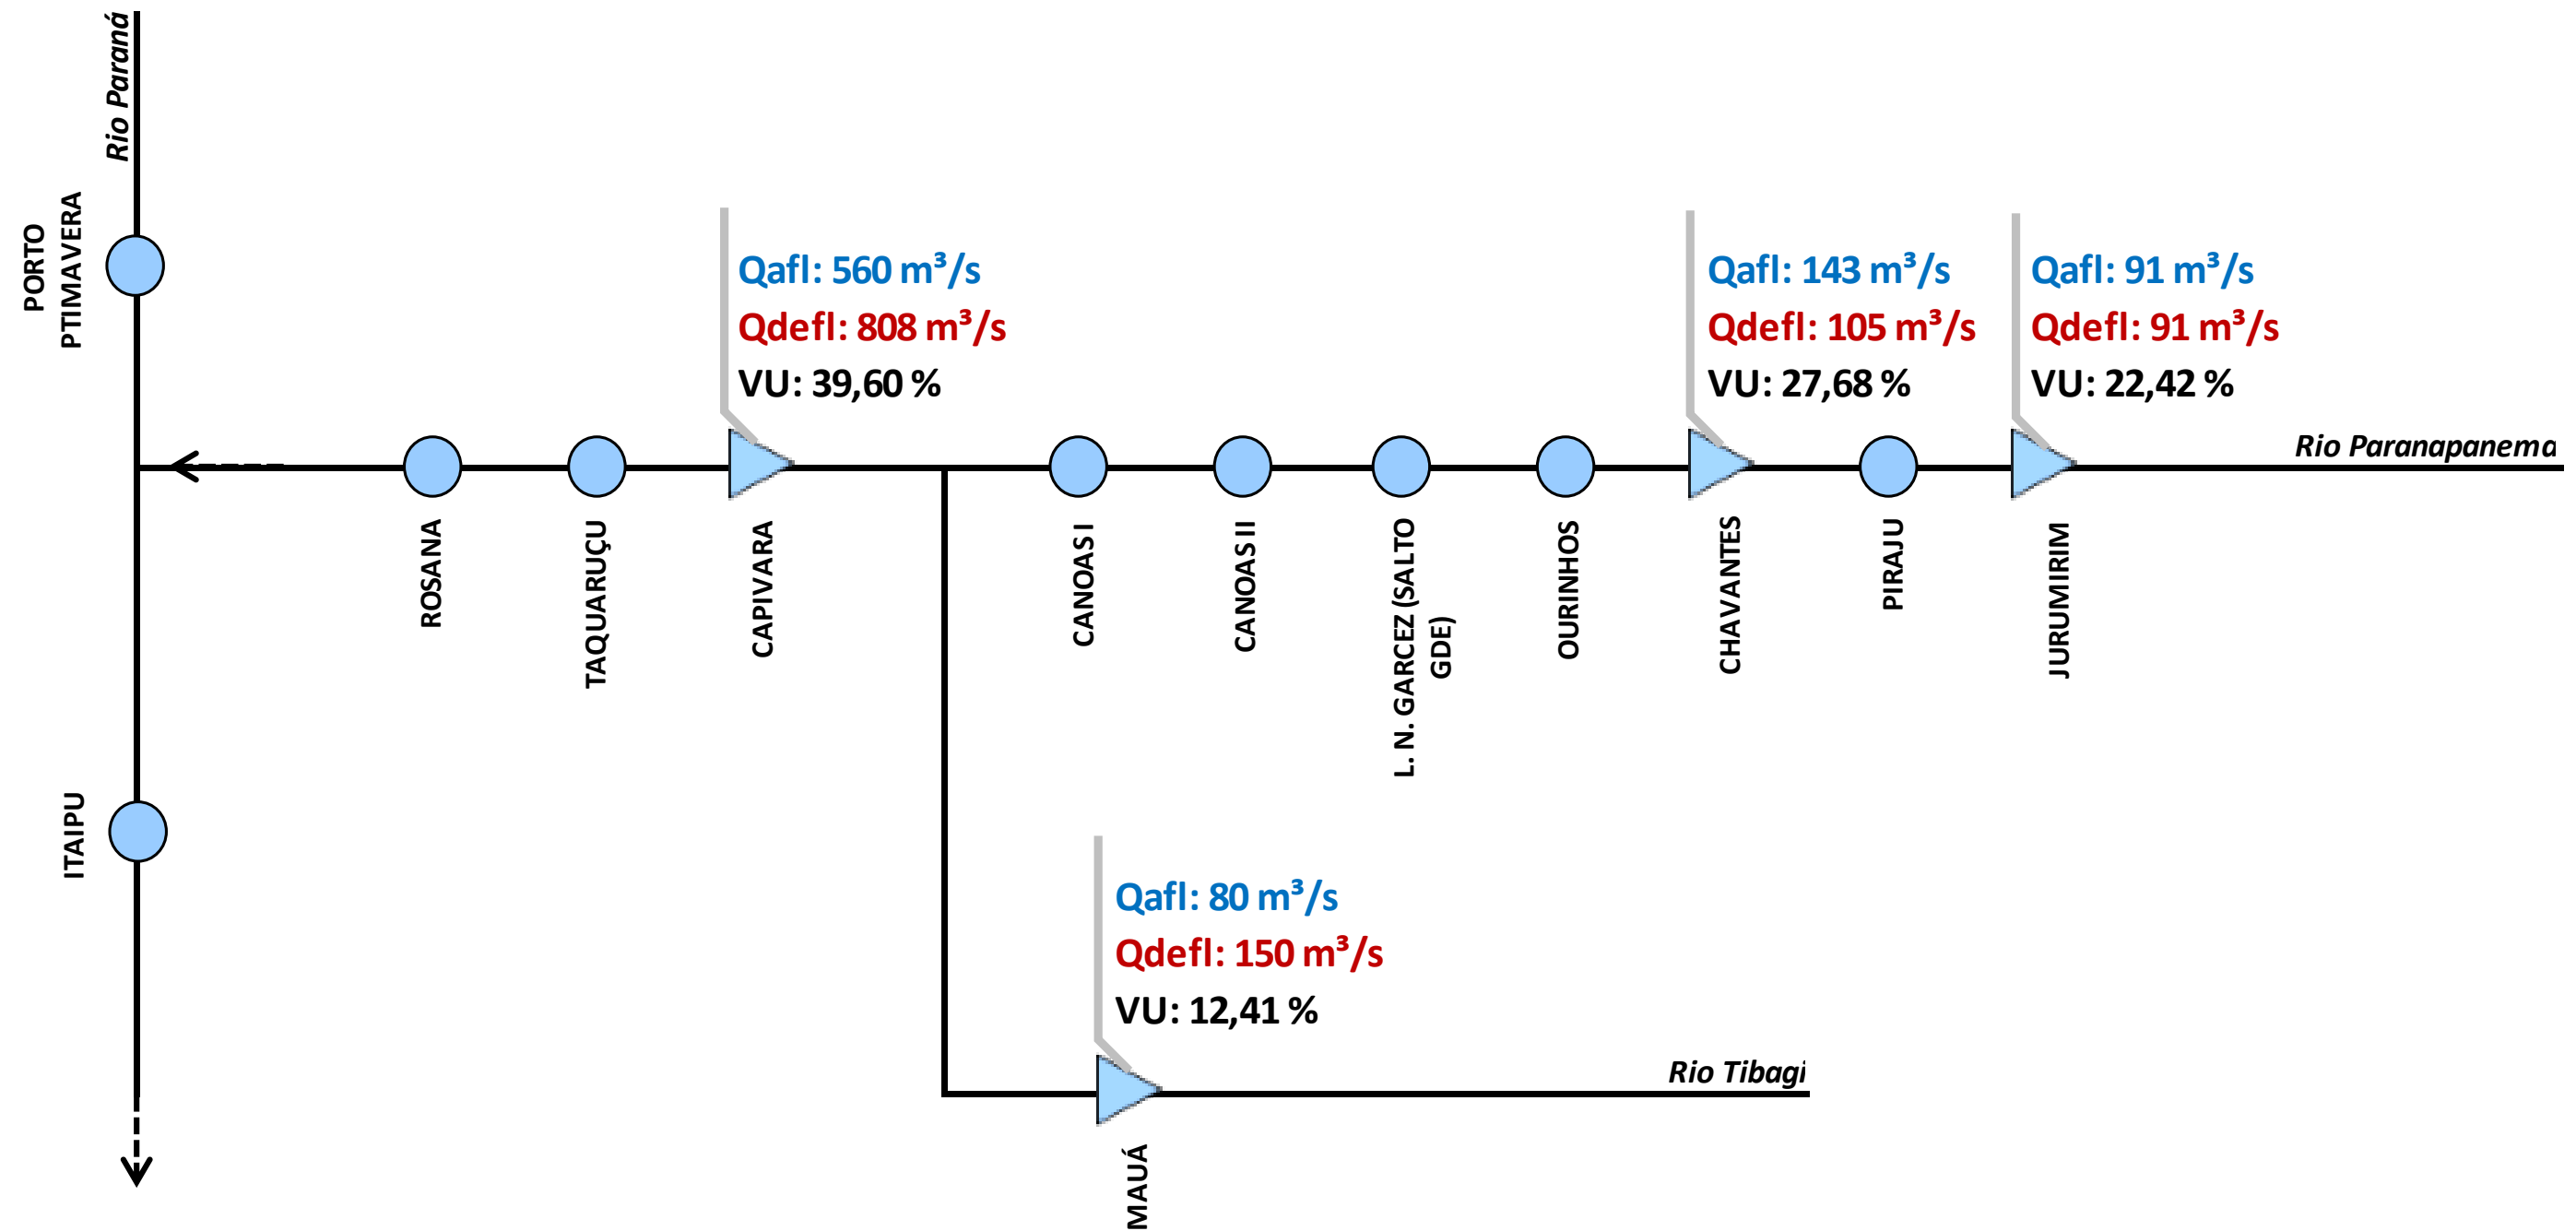 Rio Paraná
PORTO
PTIMAVERA
Qafl: 560 m³/s
Qdefl: 808 m³/s
VU: 39,60 %
Qafl: 143 m³/s
Qdefl: 105 m³/s
VU: 27,68 %
Qafl: 91 m³/s
Qdefl: 91 m³/s
VU: 22,42 %
Rio Paranapanema
ROSANA
TAQUARUÇU
CAPIVARA
CANOAS I
CANOAS II
L. N. GARCEZ (SALTO
GDE)
OURINHOS
CHAVANTES
PIRAJU
JURUMIRIM
ITAIPU
Qafl: 80 m³/s
Qdefl: 150 m³/s
VU: 12,41 %
Rio Tibagi
MAUÁ